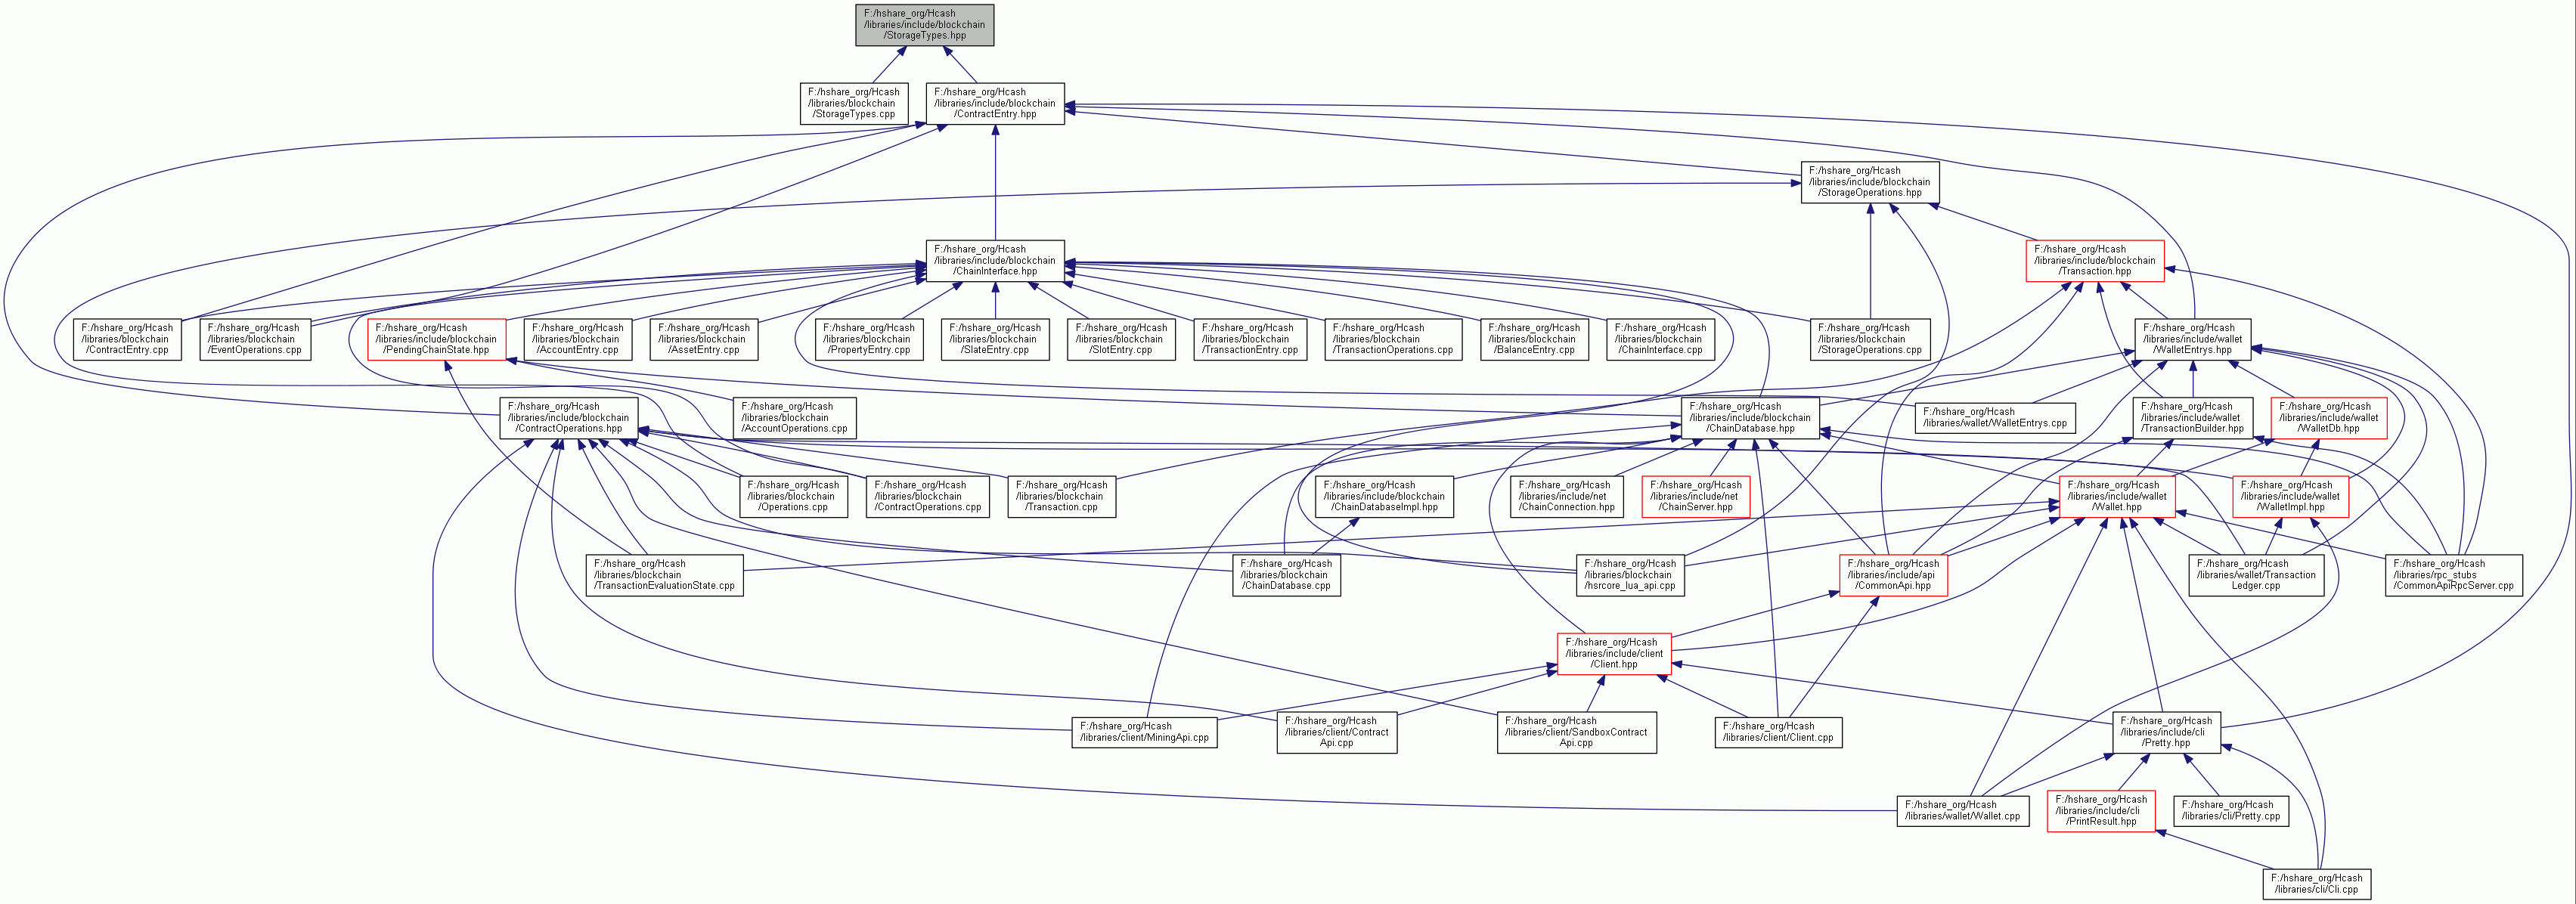 F:/hshare_org/Hcash
/libraries/include/blockchain
/StorageTypes.hpp
F:/hshare_org/Hcash
/libraries/blockchain
/StorageTypes.cpp
F:/hshare_org/Hcash
/libraries/include/blockchain
/ContractEntry.hpp
F:/hshare_org/Hcash
/libraries/include/blockchain
/StorageOperations.hpp
F:/hshare_org/Hcash
/libraries/include/blockchain
/ChainInterface.hpp
F:/hshare_org/Hcash
/libraries/include/blockchain
/Transaction.hpp
F:/hshare_org/Hcash
/libraries/blockchain
/ContractEntry.cpp
F:/hshare_org/Hcash
/libraries/blockchain
/EventOperations.cpp
F:/hshare_org/Hcash
/libraries/include/blockchain
/PendingChainState.hpp
F:/hshare_org/Hcash
/libraries/blockchain
/AccountEntry.cpp
F:/hshare_org/Hcash
/libraries/blockchain
/AssetEntry.cpp
F:/hshare_org/Hcash
/libraries/blockchain
/PropertyEntry.cpp
F:/hshare_org/Hcash
/libraries/blockchain
/SlateEntry.cpp
F:/hshare_org/Hcash
/libraries/blockchain
/SlotEntry.cpp
F:/hshare_org/Hcash
/libraries/blockchain
/TransactionEntry.cpp
F:/hshare_org/Hcash
/libraries/blockchain
/TransactionOperations.cpp
F:/hshare_org/Hcash
/libraries/blockchain
/BalanceEntry.cpp
F:/hshare_org/Hcash
/libraries/blockchain
/ChainInterface.cpp
F:/hshare_org/Hcash
/libraries/blockchain
/StorageOperations.cpp
F:/hshare_org/Hcash
/libraries/include/wallet
/WalletEntrys.hpp
F:/hshare_org/Hcash
/libraries/include/blockchain
/ContractOperations.hpp
F:/hshare_org/Hcash
/libraries/blockchain
/AccountOperations.cpp
F:/hshare_org/Hcash
/libraries/include/blockchain
/ChainDatabase.hpp
F:/hshare_org/Hcash
/libraries/wallet/WalletEntrys.cpp
F:/hshare_org/Hcash
/libraries/include/wallet
/TransactionBuilder.hpp
F:/hshare_org/Hcash
/libraries/include/wallet
/WalletDb.hpp
F:/hshare_org/Hcash
/libraries/blockchain
/Operations.cpp
F:/hshare_org/Hcash
/libraries/blockchain
/ContractOperations.cpp
F:/hshare_org/Hcash
/libraries/blockchain
/Transaction.cpp
F:/hshare_org/Hcash
/libraries/include/blockchain
/ChainDatabaseImpl.hpp
F:/hshare_org/Hcash
/libraries/include/net
/ChainConnection.hpp
F:/hshare_org/Hcash
/libraries/include/net
/ChainServer.hpp
F:/hshare_org/Hcash
/libraries/include/wallet
/Wallet.hpp
F:/hshare_org/Hcash
/libraries/include/wallet
/WalletImpl.hpp
F:/hshare_org/Hcash
/libraries/blockchain
/TransactionEvaluationState.cpp
F:/hshare_org/Hcash
/libraries/blockchain
/ChainDatabase.cpp
F:/hshare_org/Hcash
/libraries/blockchain
/hsrcore_lua_api.cpp
F:/hshare_org/Hcash
/libraries/include/api
/CommonApi.hpp
F:/hshare_org/Hcash
/libraries/wallet/Transaction
Ledger.cpp
F:/hshare_org/Hcash
/libraries/rpc_stubs
/CommonApiRpcServer.cpp
F:/hshare_org/Hcash
/libraries/include/client
/Client.hpp
F:/hshare_org/Hcash
/libraries/client/MiningApi.cpp
F:/hshare_org/Hcash
/libraries/client/Contract
Api.cpp
F:/hshare_org/Hcash
/libraries/client/SandboxContract
Api.cpp
F:/hshare_org/Hcash
/libraries/client/Client.cpp
F:/hshare_org/Hcash
/libraries/include/cli
/Pretty.hpp
F:/hshare_org/Hcash
/libraries/wallet/Wallet.cpp
F:/hshare_org/Hcash
/libraries/include/cli
/PrintResult.hpp
F:/hshare_org/Hcash
/libraries/cli/Pretty.cpp
F:/hshare_org/Hcash
/libraries/cli/Cli.cpp